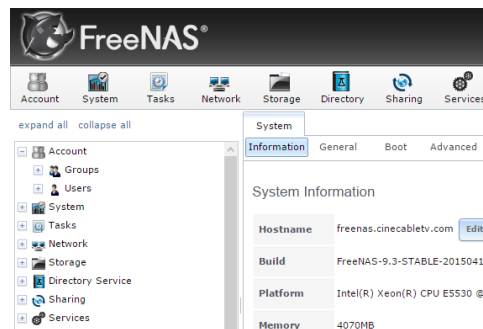 FreeNAS®
Account System Tasks Network Storage Directory Sharing Services
expand all collapse all
System
Information General Boot Advanced
Account
Groups
Users
System
Tasks
Network
Storage
Directory Service
Sharing
Services
System Information
Hostname freenas.cinecabletv.com Edit
Build FreeNAS-9.3-STABLE-2015041
Platform Intel(R) Xeon(R) CPU E5530 @
Memory 4070MB